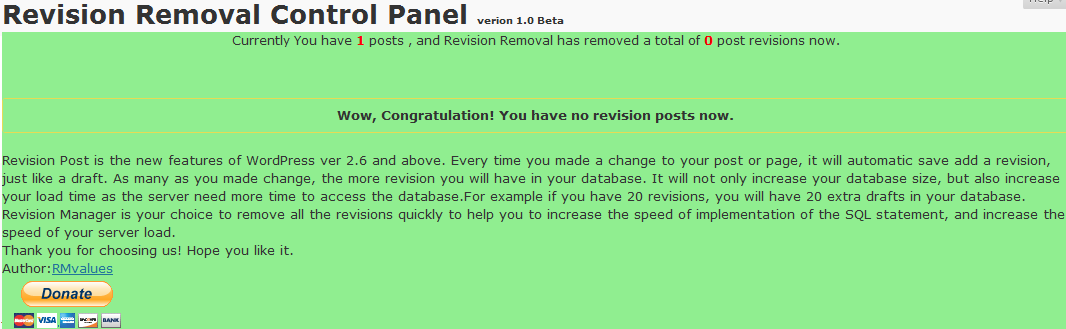 Help
Revision Removal Control Panel verion 1.0 Beta
Currently You have 1 posts , and Revision Removal has removed a total of 0 post revisions now.
Wow, Congratulation! You have no revision posts now.
Revision Post is the new features of WordPress ver 2.6 and above. Every time you made a change to your post or page, it will automatic save add a revision,
just like a draft. As many as you made change, the more revision you will have in your database. It will not only increase your database size, but also increase
your load time as the server need more time to access the database.For example if you have 20 revisions, you will have 20 extra drafts in your database.
Revision Manager is your choice to remove all the revisions quickly to help you to increase the speed of implementation of the SQL statement, and increase the
speed of your server load.
Thank you for choosing us! Hope you like it.
Author:RMvalues
Donate
MasterCard VISA BANK